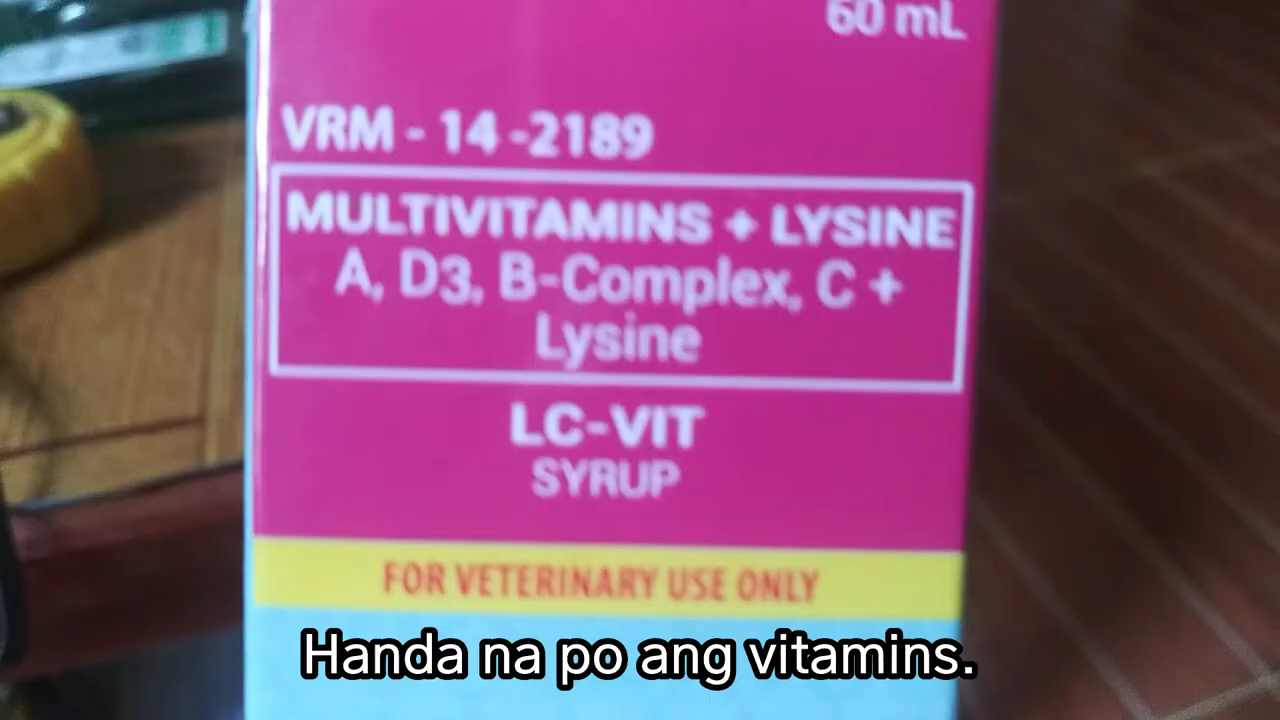 60 mL
VRM - 14 -2189
MULTIVITAMINS + LYSINE
A, D3, B-Complex, C +
Lysine
LC-VIT
SYRUP
FOR VETERINARY USE ONLY
Handa na po ang vitamins.